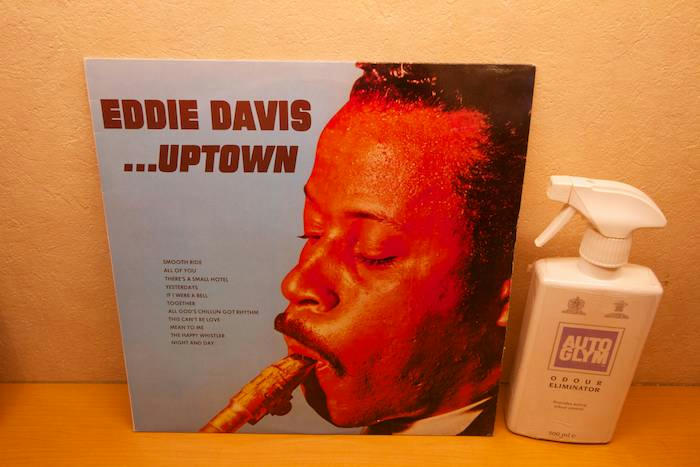 EDDIE DAVIS
...UPTOWN
SMOOTH RIDE
ALL OF YOU
THERE'S A SMALL HOTEL
YESTERDAYS
IF I WERE A BELL
TOGETHER
ALL GOD'S CHILLUN GOT RHYTHM
THIS CAN'T BE LOVE
MEAN TO ME
THE HAPPY WHISTLER
NIGHT AND DAY
AUTO
GLYM
ODOUR
ELIMINATOR
500 ml e